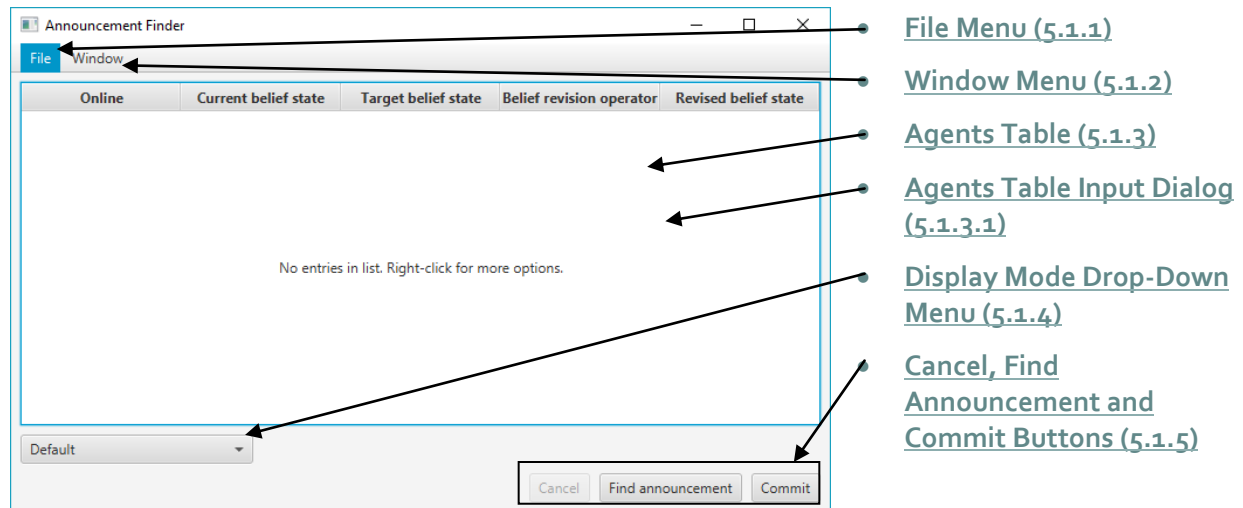 Announcement Finder
File Window
Online Current belief state Target belief state Belief revision operator Revised belief state
No entries in list. Right-click for more options.
Default
Cancel Find announcement Commit
File Menu (5.1.1)
Window Menu (5.1.2)
Agents Table (5.1.3)
Agents Table Input Dialog
(5.1.3.1)
Display Mode Drop-Down
Menu (5.1.4)
Cancel, Find
Announcement and
Commit Buttons (5.1.5)